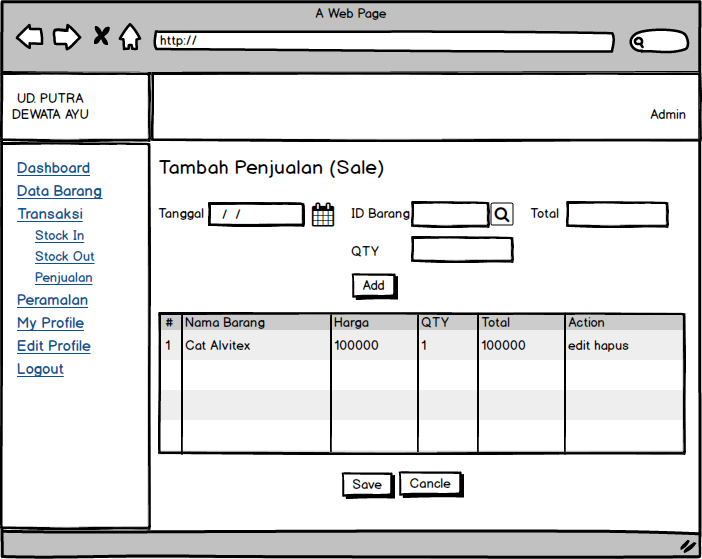 A Web Page
http://
UD. PUTRA
DEWATA AYU
Admin
Dashboard
Data Barang
Transaksi
Stock In
Stock Out
Penjualan
Peramalan
My Profile
Edit Profile
Logout
Tambah Penjualan (Sale)
Tanggal / / ID Barang Total
QTY
Add
# Nama Barang Harga QTY Total Action
1 Cat Alvitex 100000 1 100000 edit hapus
Save Cancle